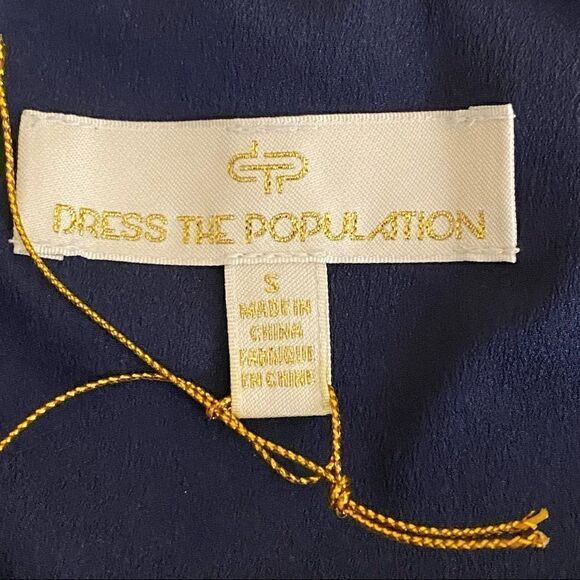 DRESS THE POPULATION
S
MADE IN
CHINA
FABRIQUE
EN CHINE